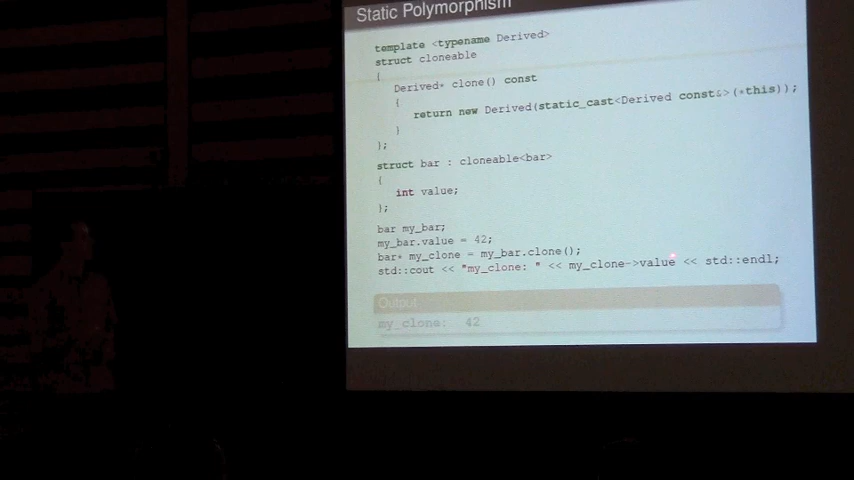 Static Polymorphism
template <typename Derived>
struct cloneable
{
Derived* clone() const
{
return new Derived(static_cast<Derived const&>(*this));
}
};
struct bar : cloneable<bar>
{
int value;
};
bar my_bar;
my_bar.value = 42;
bar* my_clone = my_bar.clone();
std::cout << "my_clone: " << my_clone->value << std::endl;
Output
my_clone: 42